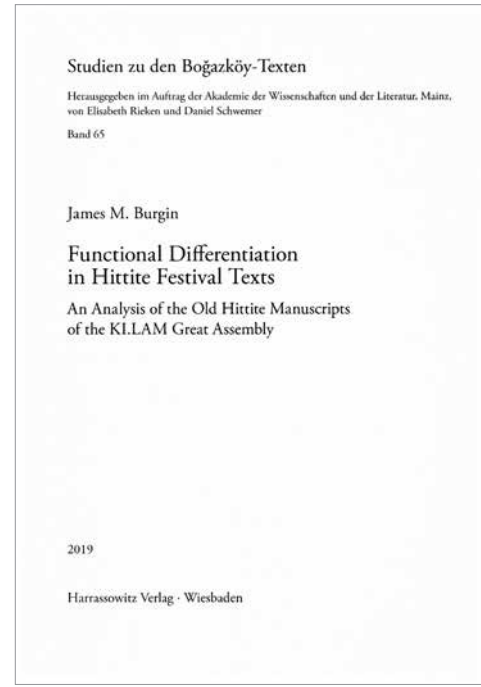 Studien zu den Boğazköy-Texten
Herausgegeben im Auftrag der Akademie der Wissenschaften und der Literatur, Mainz,
von Elisabeth Rieken und Daniel Schwemer
Band 65
James M. Burgin
Functional Differentiation
in Hittite Festival Texts
An Analysis of the Old Hittite Manuscripts
of the KI.LAM Great Assembly
2019
Harrassowitz Verlag · Wiesbaden